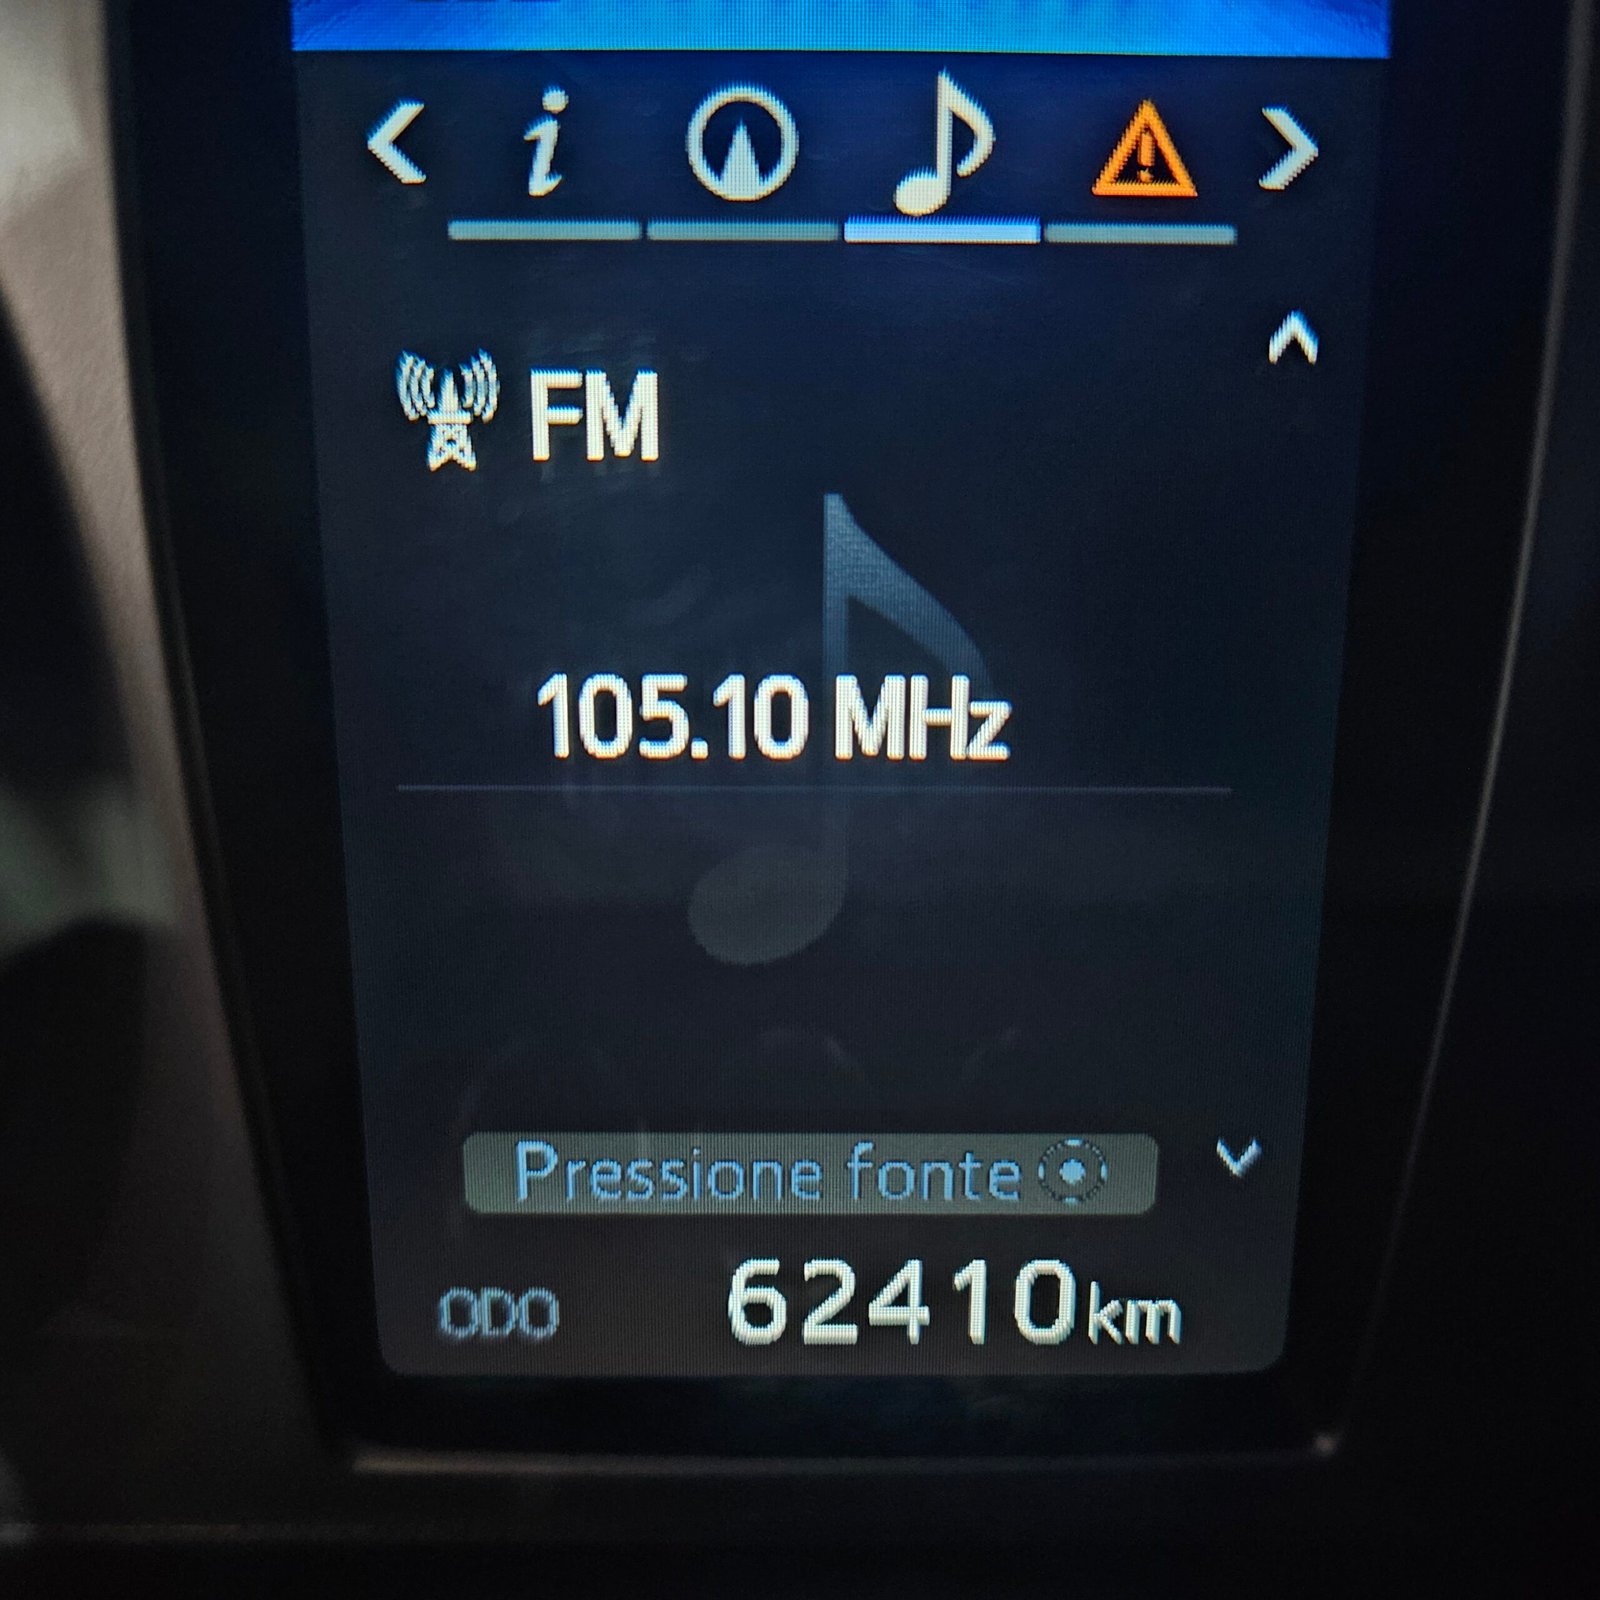 FM
105.10 MHz
Pressione fonte
ODO 62410km